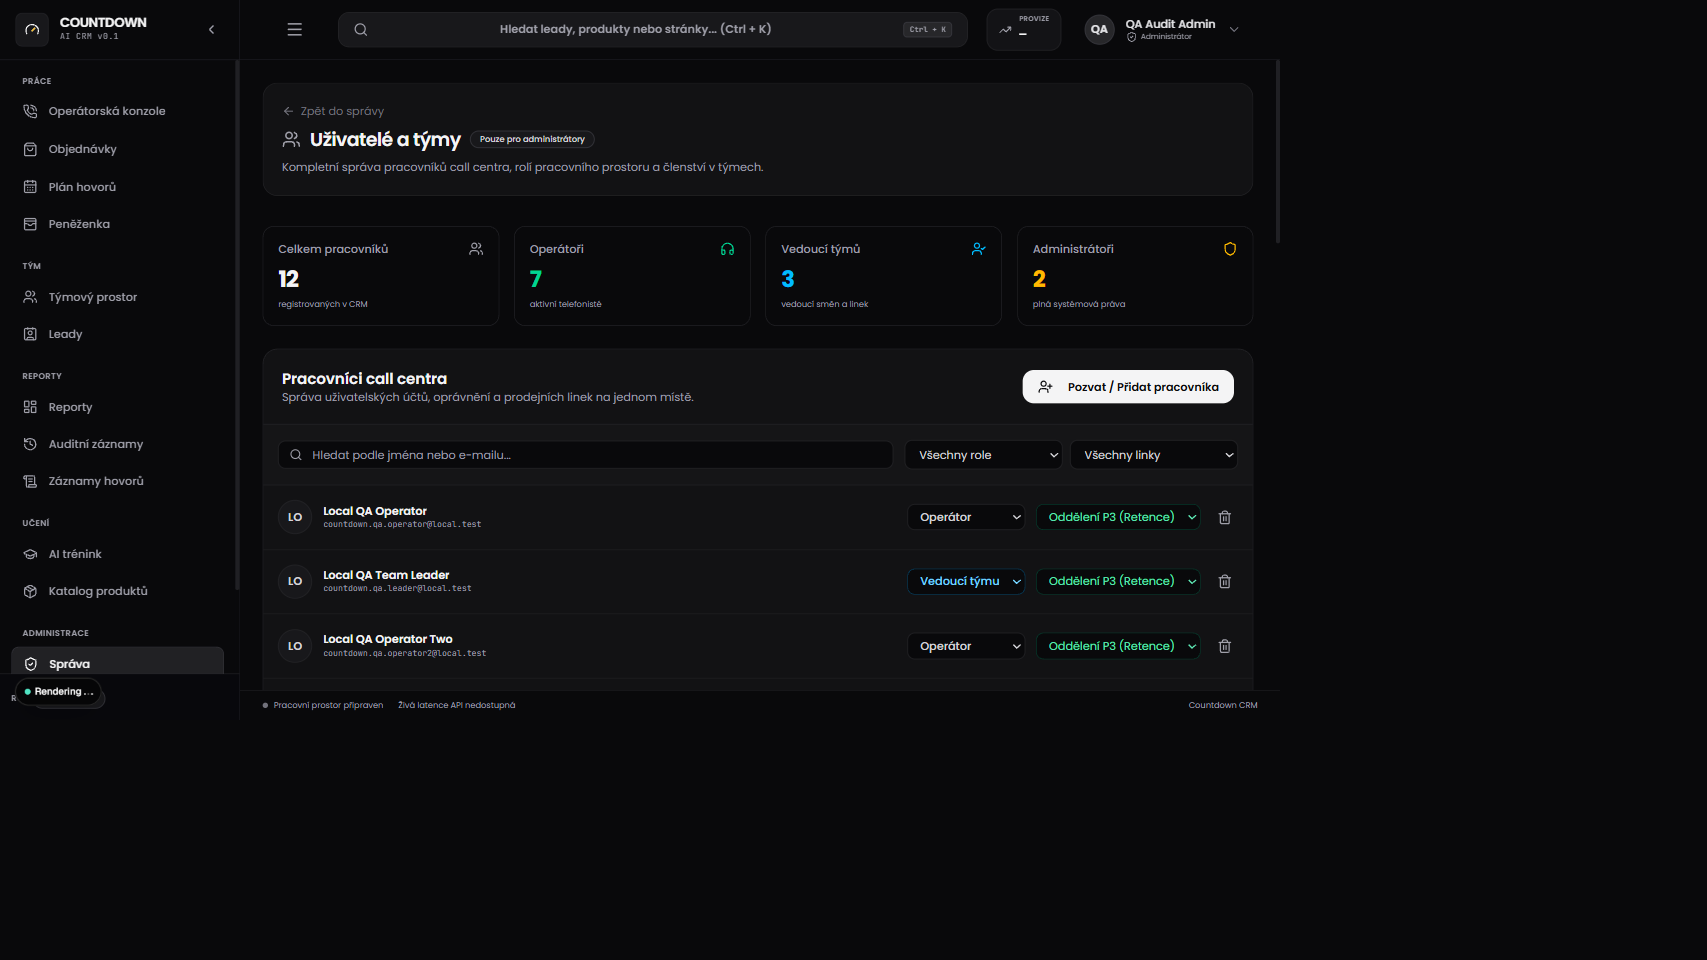 COUNTDOWN
AI CRM v0.1
Hledat leady, produkty nebo stránky... (Ctrl + K)
Ctrl + K
PROVIZE
–
QA
QA Audit Admin
Administrátor
PRÁCE
Operátorská konzole
Objednávky
Plán hovorů
Peněženka
TÝM
Týmový prostor
Leady
REPORTY
Reporty
Auditní záznamy
Záznamy hovorů
UČENÍ
AI trénink
Katalog produktů
ADMINISTRACE
Správa
Rendering ...
Zpět do správy
Uživatelé a týmy
Pouze pro administrátory
Kompletní správa pracovníků call centra, rolí pracovního prostoru a členství v týmech.
Celkem pracovníků
12
registrovaných v CRM
Operátoři
7
aktivní telefonisté
Vedoucí týmů
3
vedoucí směn a linek
Administrátoři
2
plná systémová práva
Pracovníci call centra
Správa uživatelských účtů, oprávnění a prodejních linek na jednom místě.
Pozvat / Přidat pracovníka
Hledat podle jména nebo e-mailu...
Všechny role
Všechny linky
LO
Local QA Operator
countdown.qa.operator@local.test
Operátor
Oddělení P3 (Retence)
LO
Local QA Team Leader
countdown.qa.leader@local.test
Vedoucí týmu
Oddělení P3 (Retence)
LO
Local QA Operator Two
countdown.qa.operator2@local.test
Operátor
Oddělení P3 (Retence)
Pracovní prostor připraven
Živá latence API nedostupná
Countdown CRM